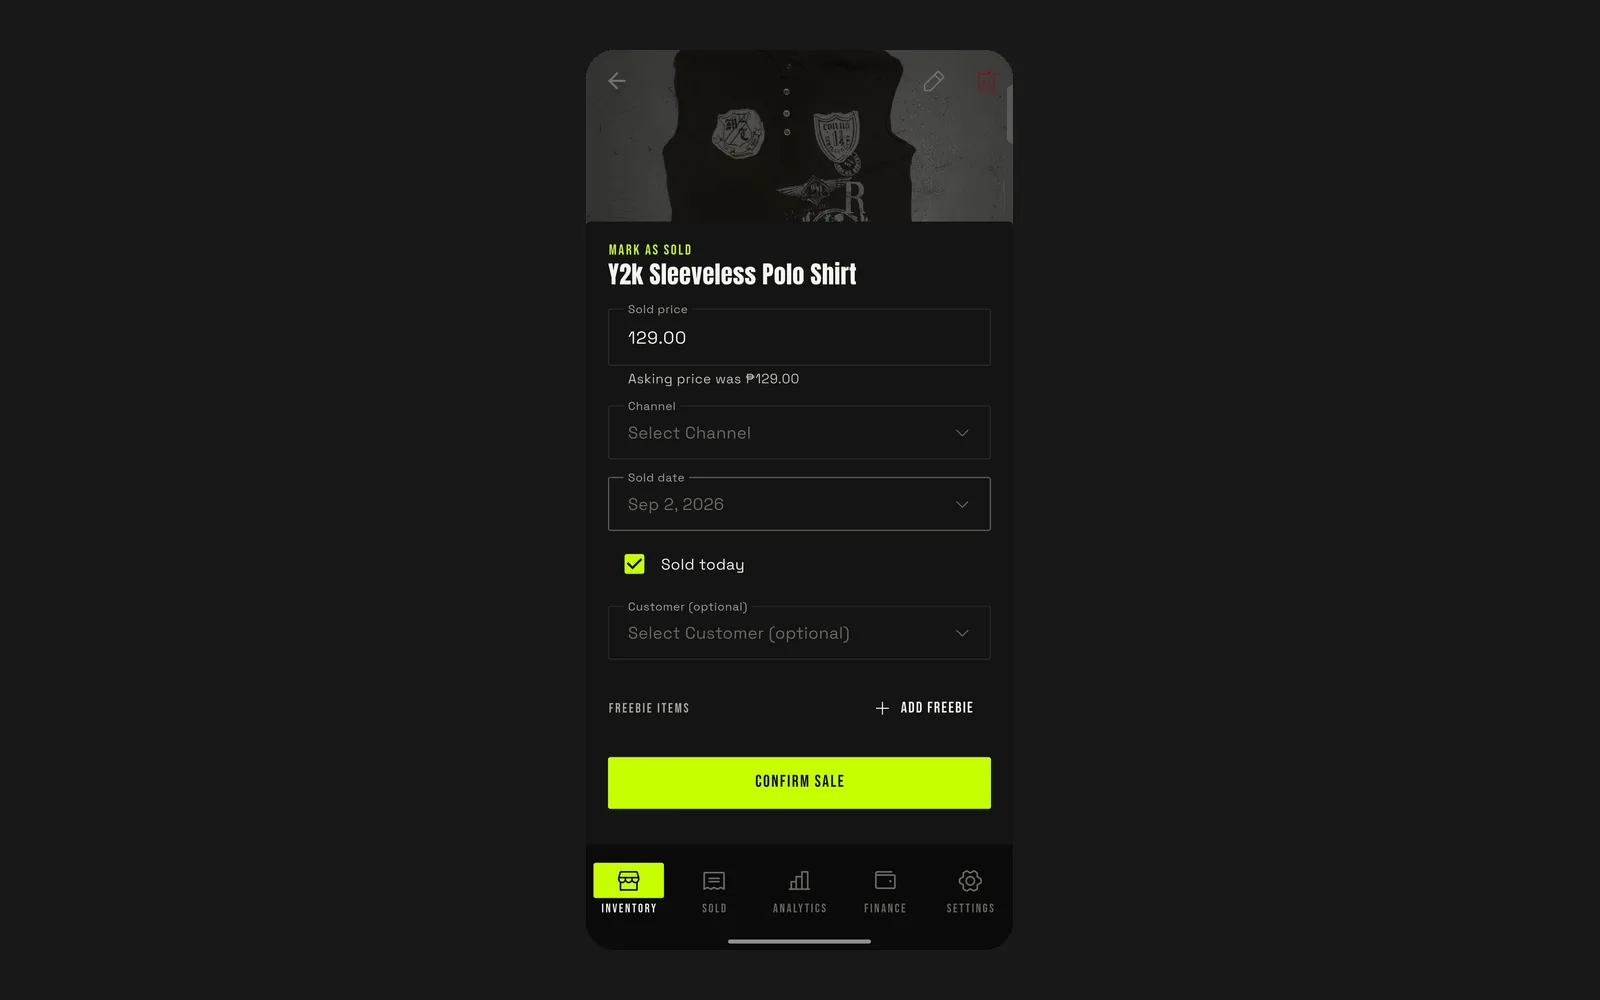 MARK AS SOLD
Y2k Sleeveless Polo Shirt
Sold price
129.00
Asking price was ₱129.00
Channel
Select Channel
Sold date
Sep 2, 2026
Sold today
Customer (optional)
Select Customer (optional)
FREEBIE ITEMS
ADD FREEBIE
CONFIRM SALE
INVENTORY
SOLD
ANALYTICS
FINANCE
SETTINGS